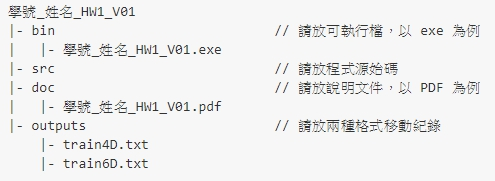 學號_姓名_HW1_V01
|- bin                        // 請放可執行檔，以 exe 為例
|  |- 學號_姓名_HW1_V01.exe
|- src                        // 請放程式源始碼
|- doc                        // 請放說明文件，以 PDF 為例
|  |- 學號_姓名_HW1_V01.pdf
|- outputs                    // 請放兩種格式移動紀錄
   |- train4D.txt
   |- train6D.txt